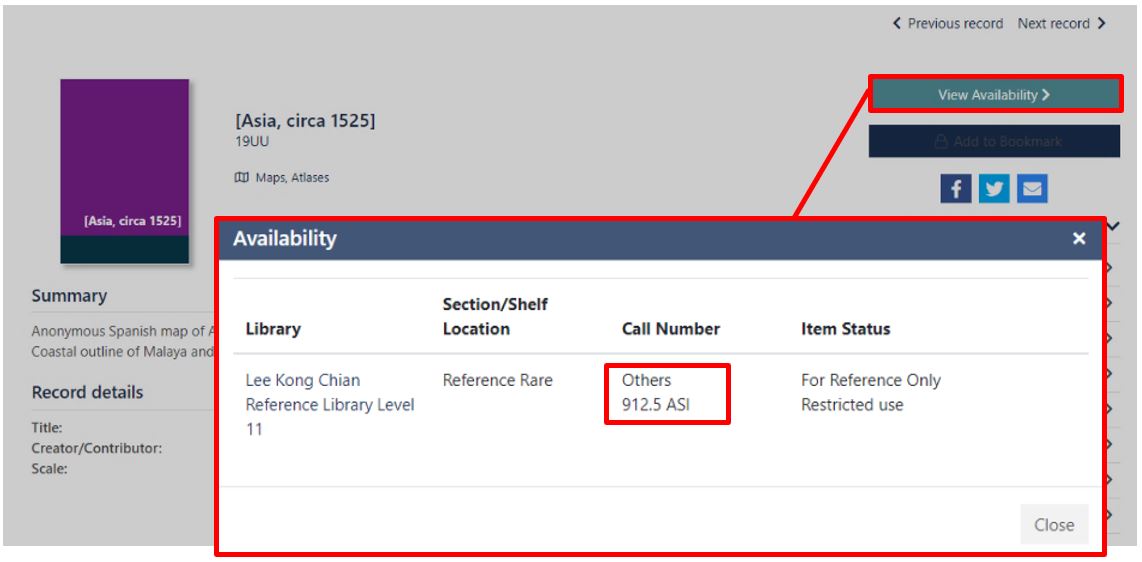 Previous record Next record
View Availability
[Asia, circa 1525]
19UU
Add to Bookmark
Maps, Atlases
[Asia, circa 1525]
Availability
Summary
Anonymous Spanish map of
Coastal outline of Malaya and
Record details
Title:
Creator/Contributor:
Scale:
Library
Section/Shelf
Location
Call Number
Item Status
Lee Kong Chian
Reference Library Level
11
Reference Rare
Others
912.5 ASI
For Reference Only
Restricted use
Close